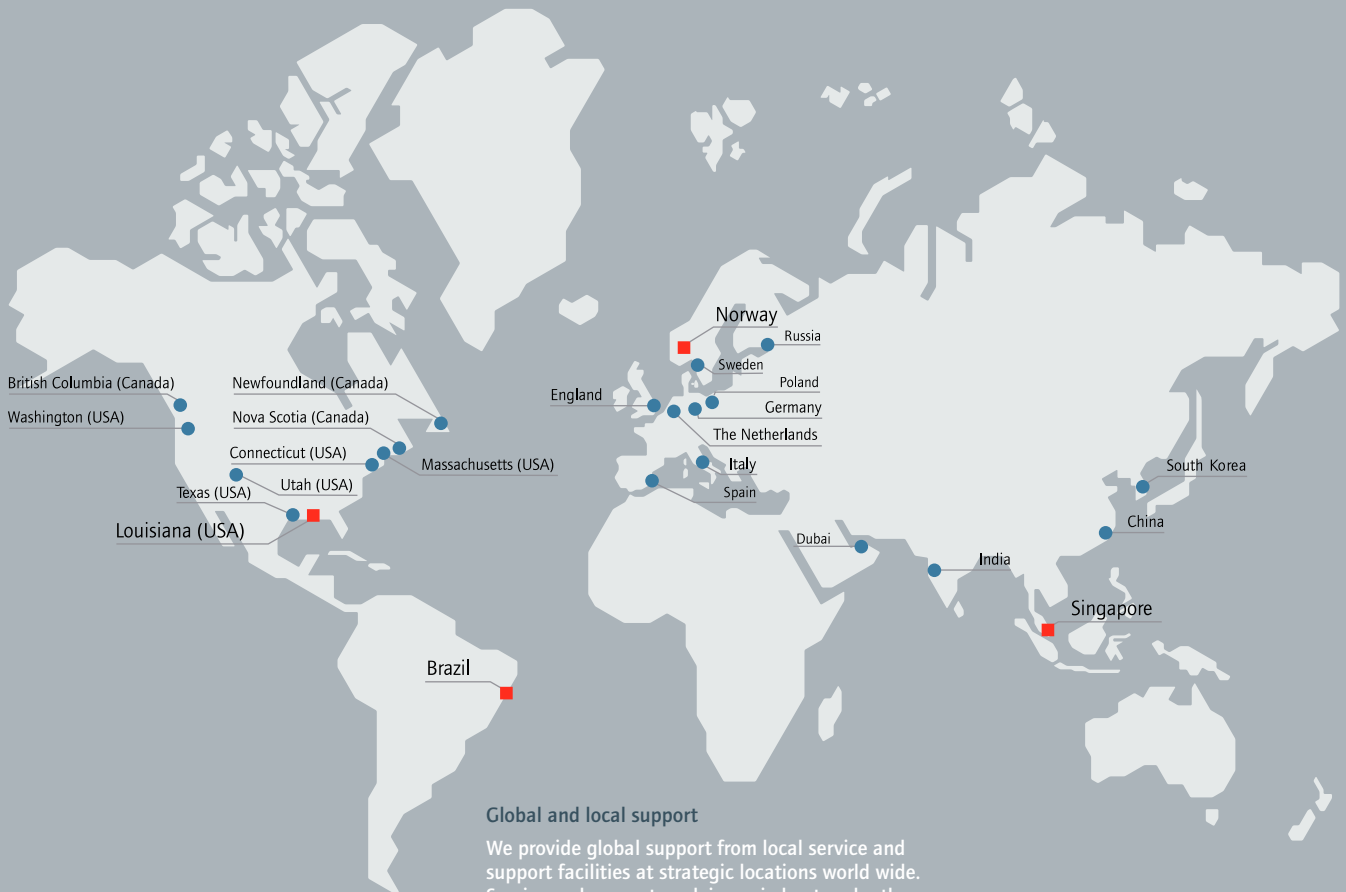 Norway
Russia
Sweden
British Columbia (Canada)
Newfoundland (Canada)
Poland
England
Washington (USA)
Nova Scotia (Canada)
Germany
The Netherlands
Connecticut (USA)
Massachusetts (USA)
Italy
South Korea
Utah (USA)
Texas (USA)
Spain
Louisiana (USA)
China
Dubai
India
Singapore
Brazil
Global and local support
We provide global support from local service and
support facilities at strategic locations world wide.